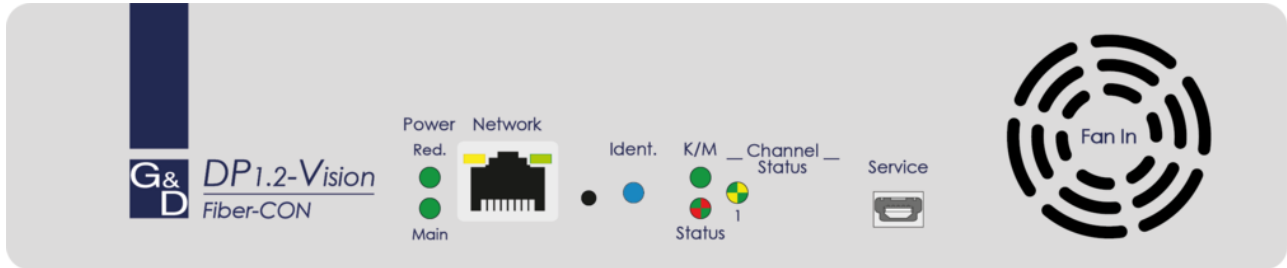 G&D
DP1.2-Vision
Fiber-CON
Power
Red.
Main
Network
Ident.
K/M
Status
Channel
Status
1
Service
Fan In